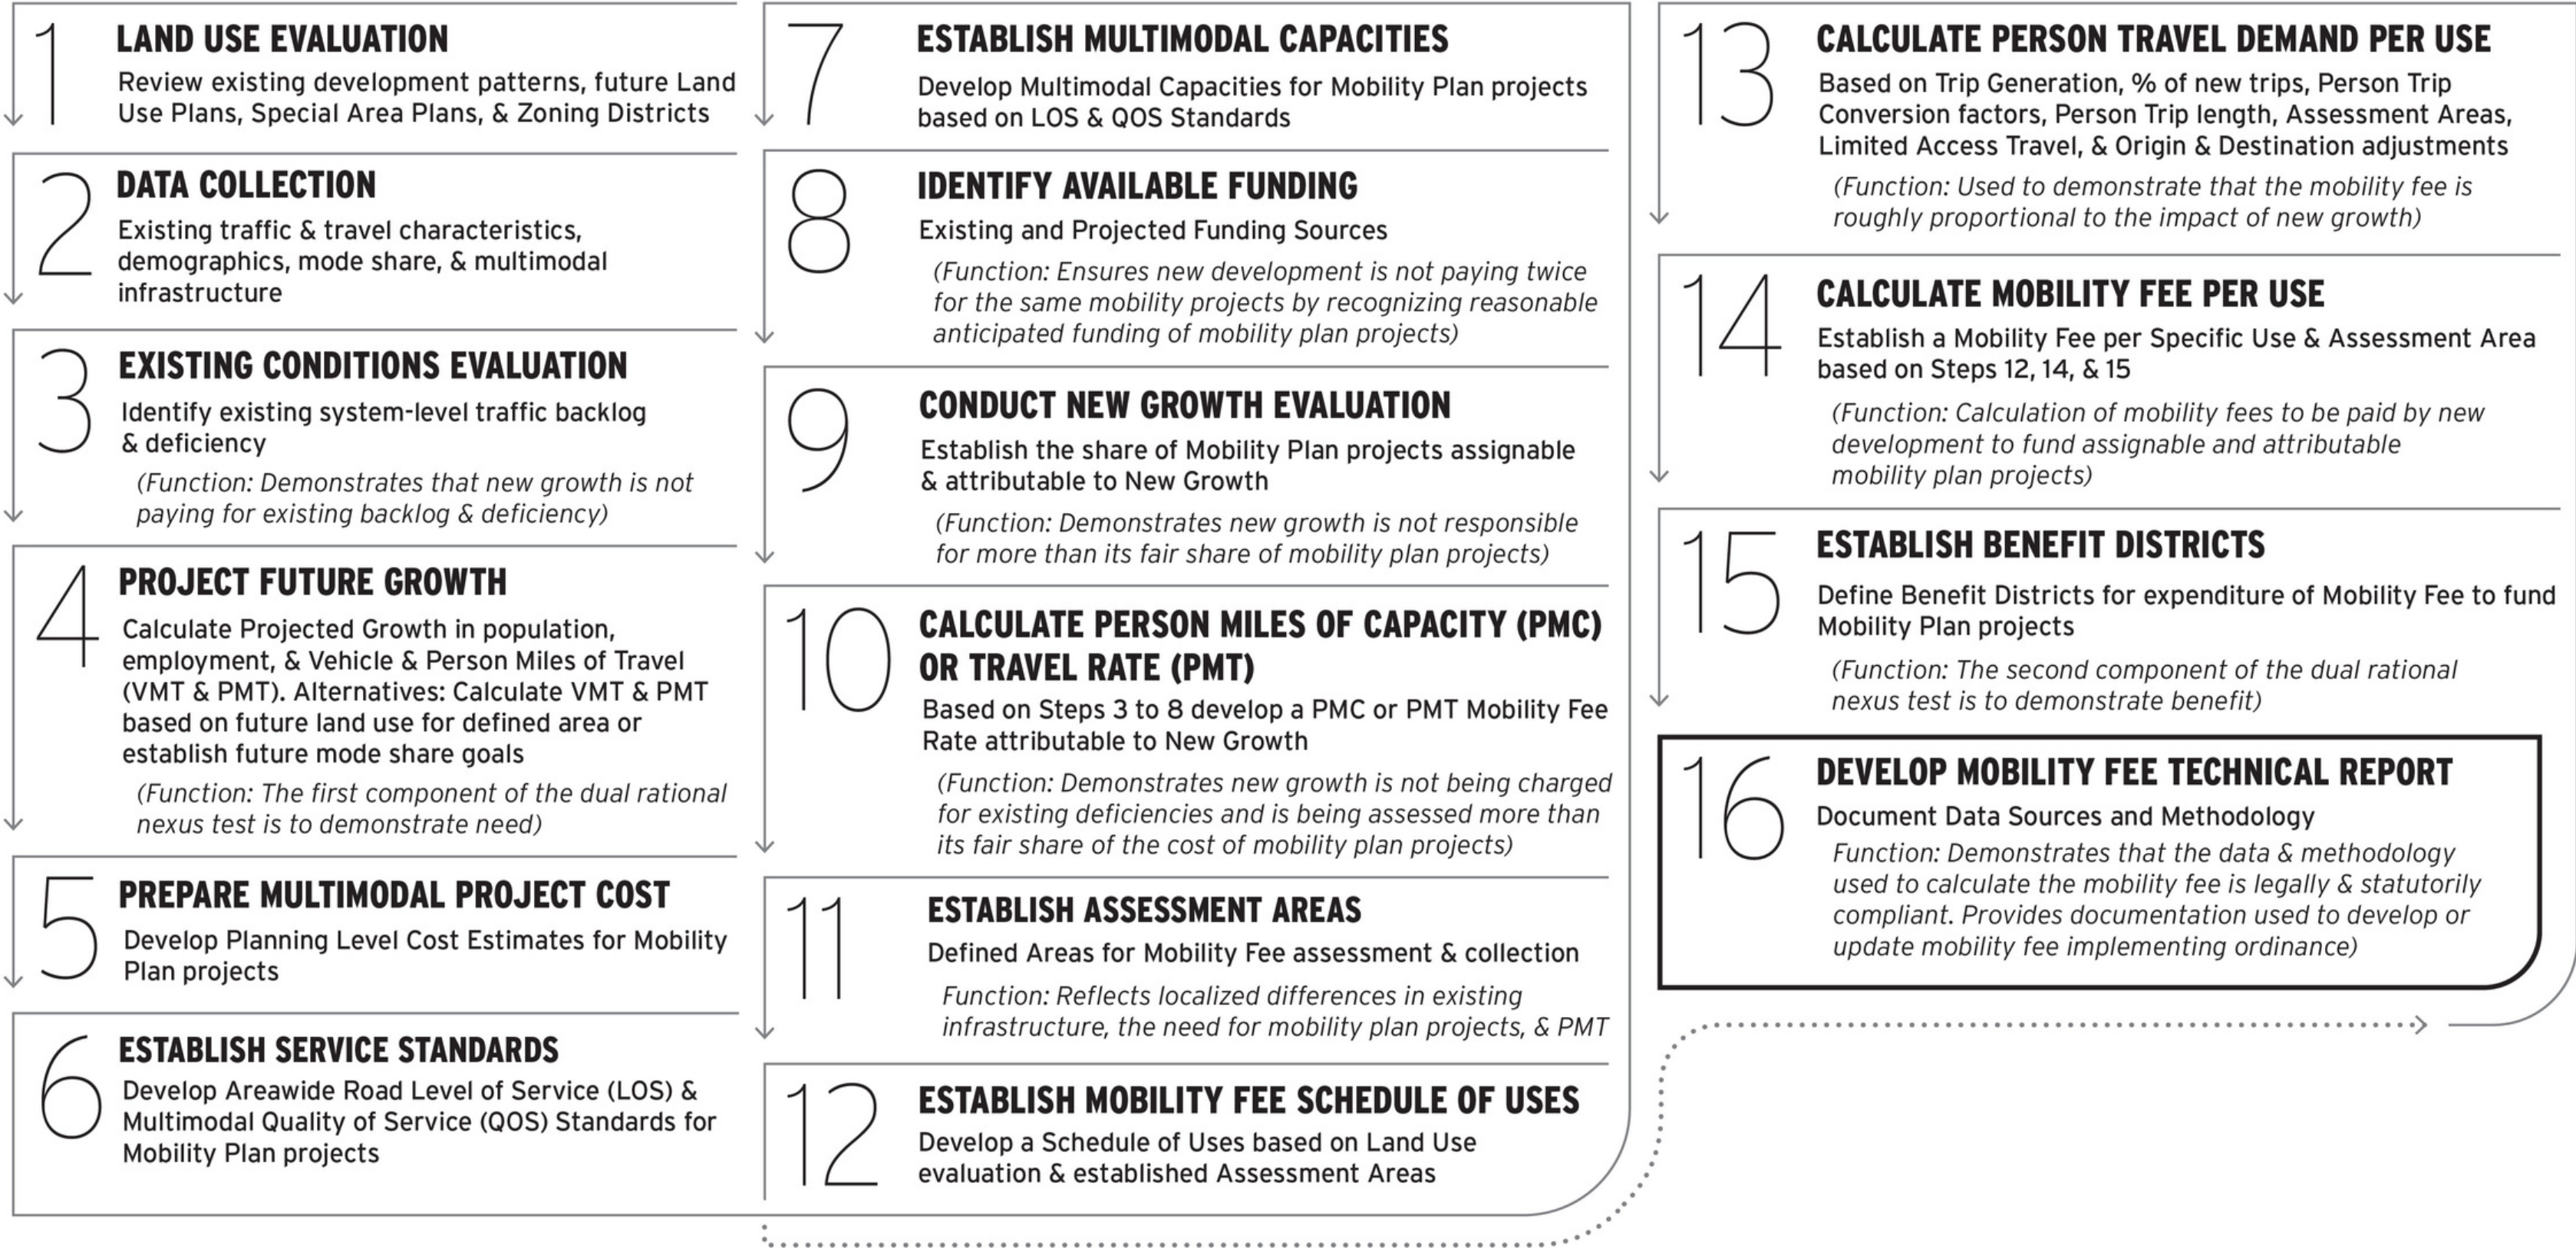 1
LAND USE EVALUATION
Review existing development patterns, future Land
Use Plans, Special Area Plans, & Zoning Districts
2
DATA COLLECTION
Existing traffic & travel characteristics,
demographics, mode share, & multimodal
infrastructure
3
EXISTING CONDITIONS EVALUATION
Identify existing system-level traffic backlog
& deficiency
(Function: Demonstrates that new growth is not
paying for existing backlog & deficiency)
4
PROJECT FUTURE GROWTH
Calculate Projected Growth in population,
employment, & Vehicle & Person Miles of Travel
(VMT & PMT). Alternatives: Calculate VMT & PMT
based on future land use for defined area or
establish future mode share goals
(Function: The first component of the dual rational
nexus test is to demonstrate need)
5
PREPARE MULTIMODAL PROJECT COST
Develop Planning Level Cost Estimates for Mobility
Plan projects
6
ESTABLISH SERVICE STANDARDS
Develop Areawide Road Level of Service (LOS) &
Multimodal Quality of Service (QOS) Standards for
Mobility Plan projects
7
ESTABLISH MULTIMODAL CAPACITIES
Develop Multimodal Capacities for Mobility Plan projects
based on LOS & QOS Standards
8
IDENTIFY AVAILABLE FUNDING
Existing and Projected Funding Sources
(Function: Ensures new development is not paying twice
for the same mobility projects by recognizing reasonable
anticipated funding of mobility plan projects)
9
CONDUCT NEW GROWTH EVALUATION
Establish the share of Mobility Plan projects assignable
& attributable to New Growth
(Function: Demonstrates new growth is not responsible
for more than its fair share of mobility plan projects)
10
CALCULATE PERSON MILES OF CAPACITY (PMC)
OR TRAVEL RATE (PMT)
Based on Steps 3 to 8 develop a PMC or PMT Mobility Fee
Rate attributable to New Growth
(Function: Demonstrates new growth is not being charged
for existing deficiencies and is being assessed more than
its fair share of the cost of mobility plan projects)
11
ESTABLISH ASSESSMENT AREAS
Defined Areas for Mobility Fee assessment & collection
Function: Reflects localized differences in existing
infrastructure, the need for mobility plan projects, & PMT
12
ESTABLISH MOBILITY FEE SCHEDULE OF USES
Develop a Schedule of Uses based on Land Use
evaluation & established Assessment Areas
13
CALCULATE PERSON TRAVEL DEMAND PER USE
Based on Trip Generation, % of new trips, Person Trip
Conversion factors, Person Trip length, Assessment Areas,
Limited Access Travel, & Origin & Destination adjustments
(Function: Used to demonstrate that the mobility fee is
roughly proportional to the impact of new growth)
14
CALCULATE MOBILITY FEE PER USE
Establish a Mobility Fee per Specific Use & Assessment Area
based on Steps 12, 14, & 15
(Function: Calculation of mobility fees to be paid by new
development to fund assignable and attributable
mobility plan projects)
15
ESTABLISH BENEFIT DISTRICTS
Define Benefit Districts for expenditure of Mobility Fee to fund
Mobility Plan projects
(Function: The second component of the dual rational
nexus test is to demonstrate benefit)
16
DEVELOP MOBILITY FEE TECHNICAL REPORT
Document Data Sources and Methodology
Function: Demonstrates that the data & methodology
used to calculate the mobility fee is legally & statutorily
compliant. Provides documentation used to develop or
update mobility fee implementing ordinance)